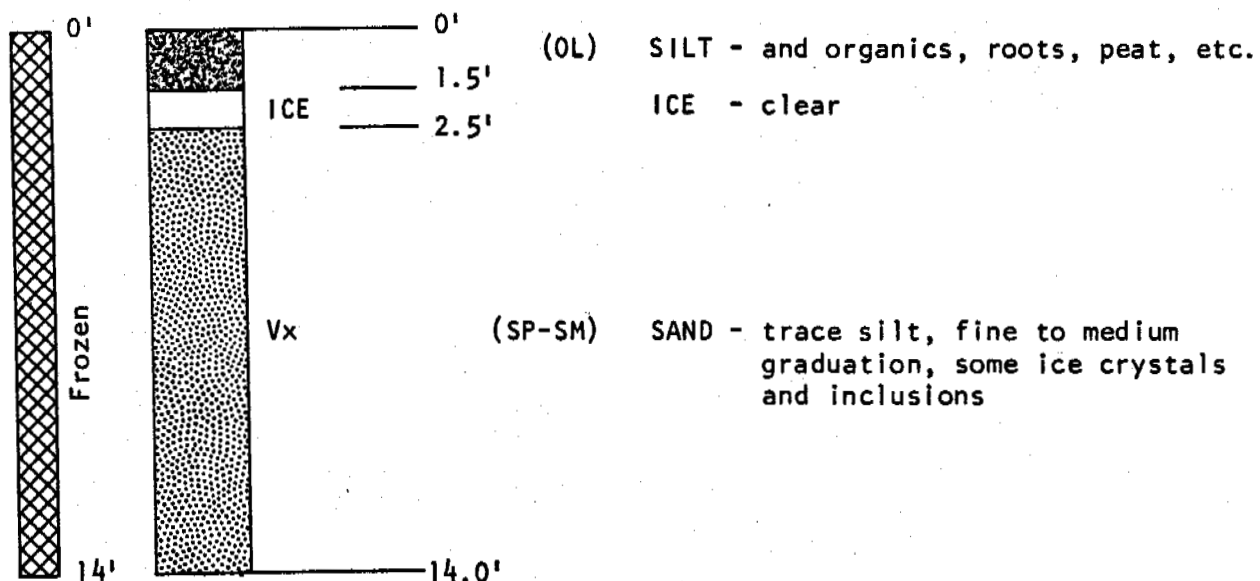 0'
0'
(OL) SILT - and organics, roots, peat, etc.
1.5'
ICE
ICE - clear
2.5'
Frozen
Vx
(SP-SM) SAND - trace silt, fine to medium
graduation, some ice crystals
and inclusions
14'
14.0'